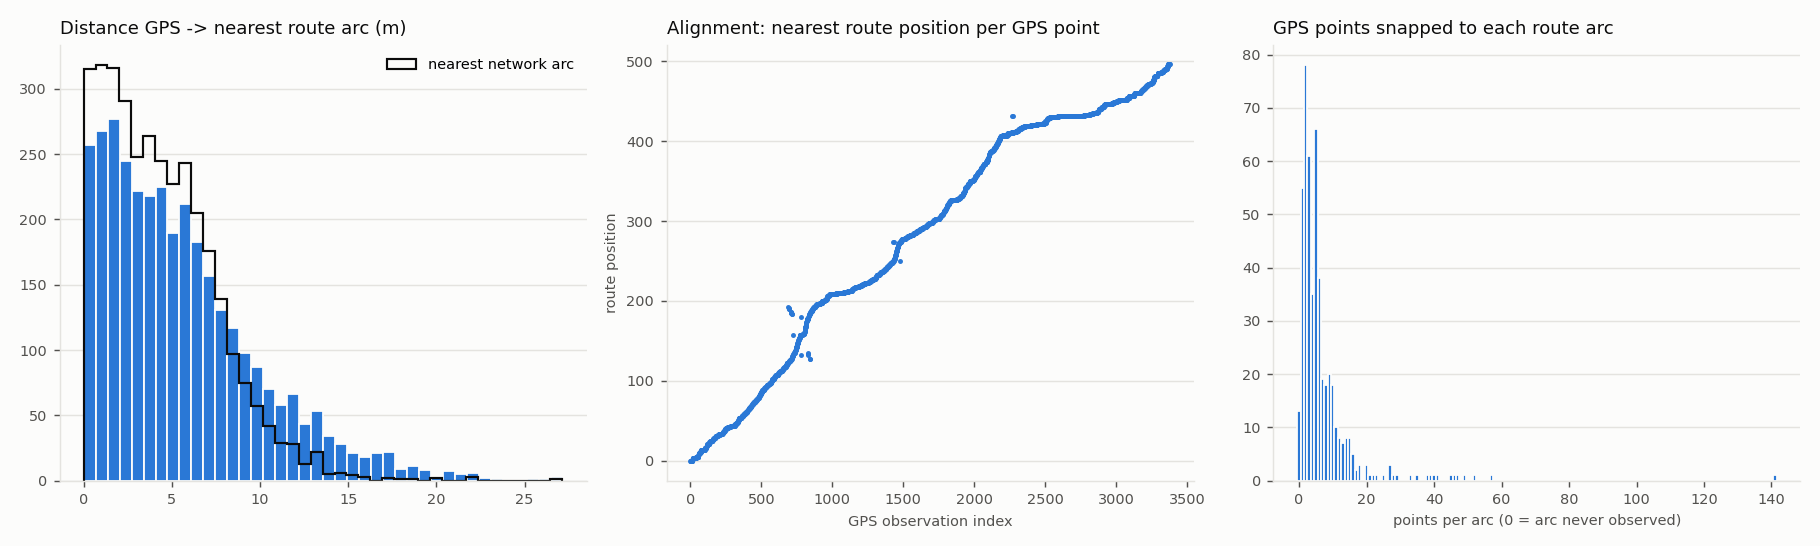 Distance GPS -> nearest route arc (m)
nearest network arc
300
250
200
150
100
50
0
0 5 10 15 20 25
Alignment: nearest route position per GPS point
route position
500
400
300
200
100
0
0 500 1000 1500 2000 2500 3000 3500
GPS observation index
GPS points snapped to each route arc
80
70
60
50
40
30
20
10
0
0 20 40 60 80 100 120 140
points per arc (0 = arc never observed)